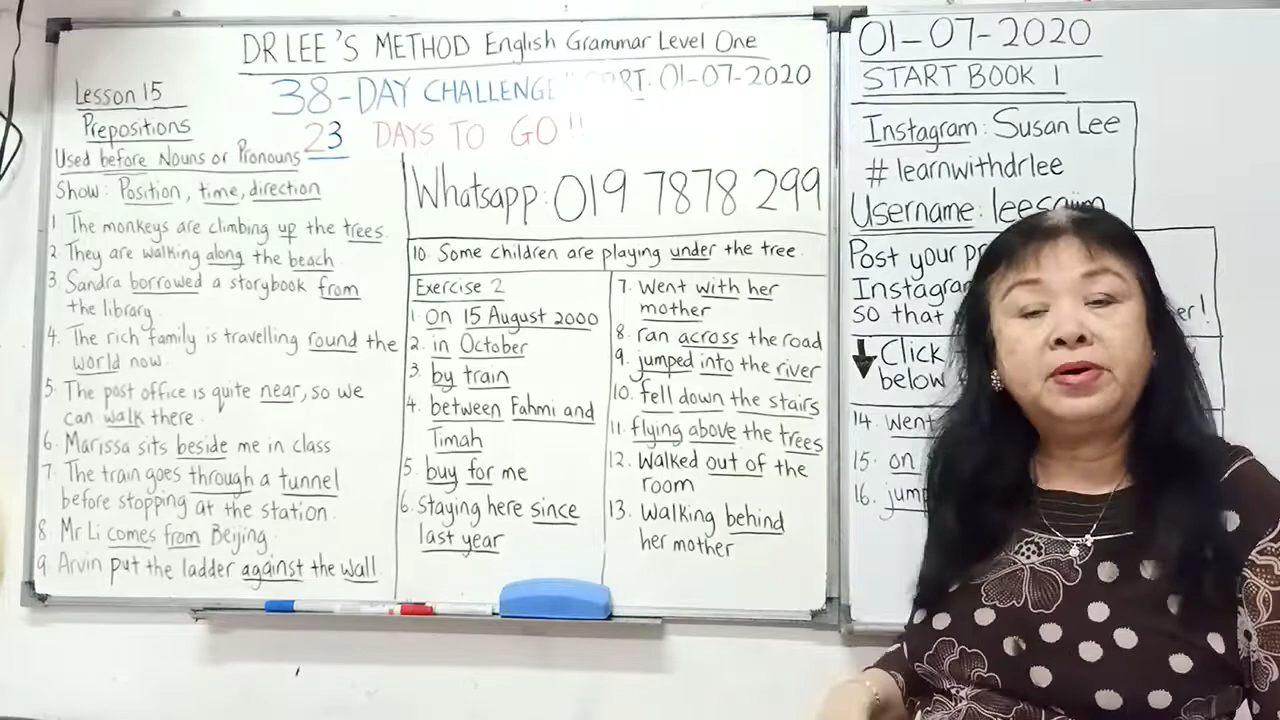 DR LEE'S METHOD English Grammar Level One
38-DAY CHALLENGE 01-07-2020
23 DAYS TO GO!!
Lesson 15
Prepositions
Used before Nouns or Pronouns
Show: Position, time, direction
1 The monkeys are climbing up the trees.
2. They are walking along the beach
3. Sandra borrowed a storybook from
the library
4. The rich family is travelling round the
world now.
5. The post office is quite near, so we
can walk there.
6. Marissa sits beside me in class
7. The train goes through a tunnel
before stopping at the station.
8 Mr Li comes from Beijing
9. Arvin put the ladder against the wall
Whatsapp: 019 7878 299
10. Some children are playing under the tree.
Exercise 2
1. On 15 August 2000
2. in October
3. by train
4. between Fahmi and
Timah
5. buy for me
6. Staying here since
last year
7. Went with her
mother
8. ran across the road
9. jumped into the river
10. fell down the stairs
11. flying above the trees
12. Walked out of the
room
13. Walking behind
her mother
01-07-2020
START BOOK 1
Instagram: Susan Lee
# learnwithdrlee
Username:
Post your
Instagram
so that
Click
below
14. went
15. on
16.